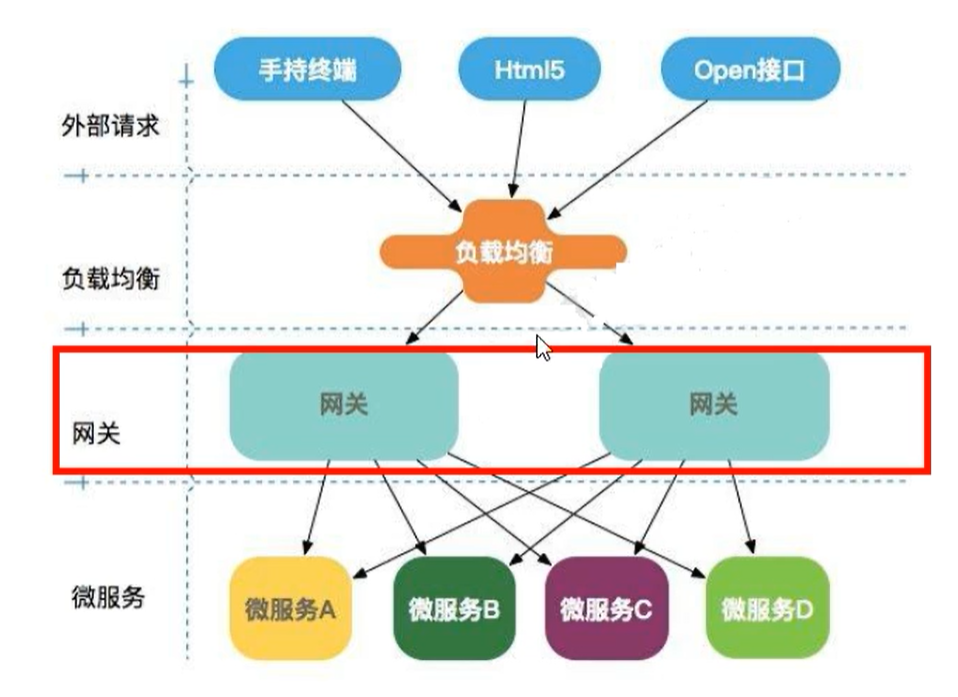 手持终端
Html5
Open接口
外部请求
负载均衡
负载均衡
网关
网关
网关
微服务
微服务A
微服务B
微服务C
微服务D